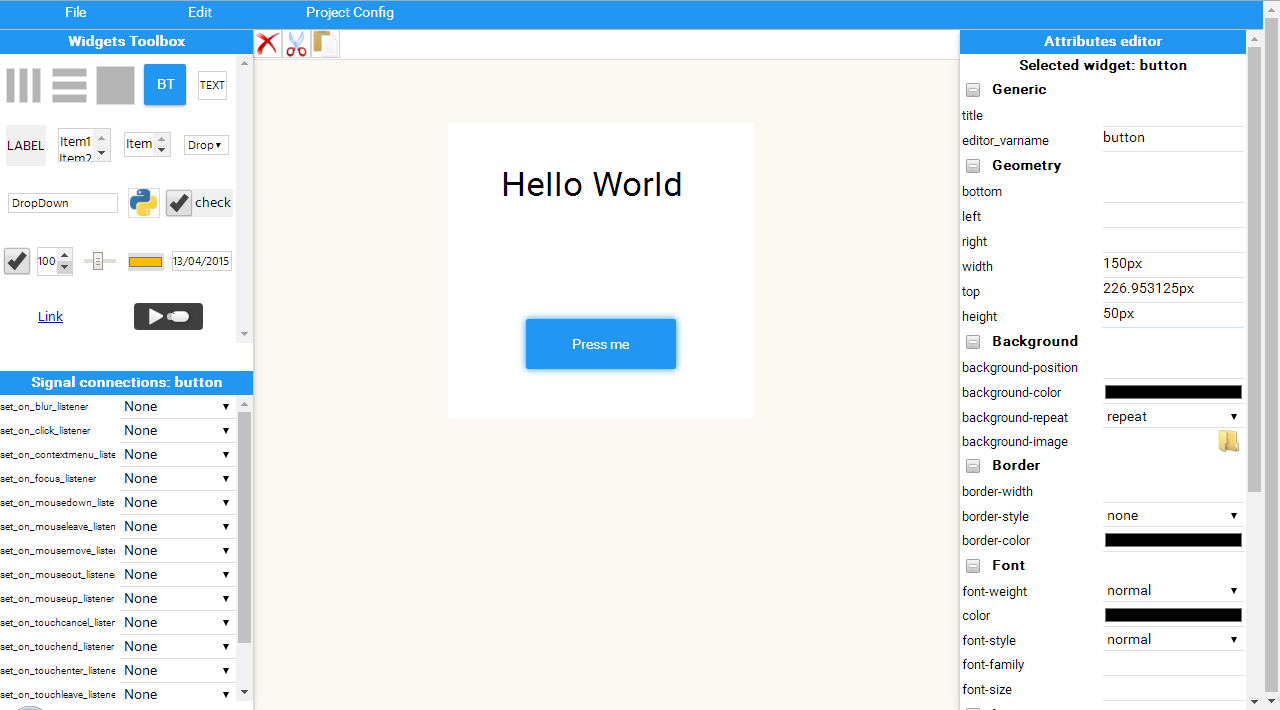 File Edit Project Config
Widgets Toolbox
BT TEXT
LABEL Item1 Item2 Item Drop▾
DropDown check
100 13/04/2015
Link
Signal connections: button
set_on_blur_listener None
set_on_click_listener None
set_on_contextmenu_liste None
set_on_focus_listener None
set_on_mousedown_liste None
set_on_mouseleave_listen None
set_on_mousemove_listen None
set_on_mouseout_listene None
set_on_mouseup_listener None
set_on_touchcancel_listen None
set_on_touchend_listener None
set_on_touchenter_listene None
set_on_touchleave_listene None
Hello World
Press me
Attributes editor
Selected widget: button
Generic
title
editor_varname button
Geometry
bottom
left
right
width 150px
top 226.953125px
height 50px
Background
background-position
background-color
background-repeat repeat
background-image
Border
border-width
border-style none
border-color
Font
font-weight normal
color
font-style normal
font-family
font-size